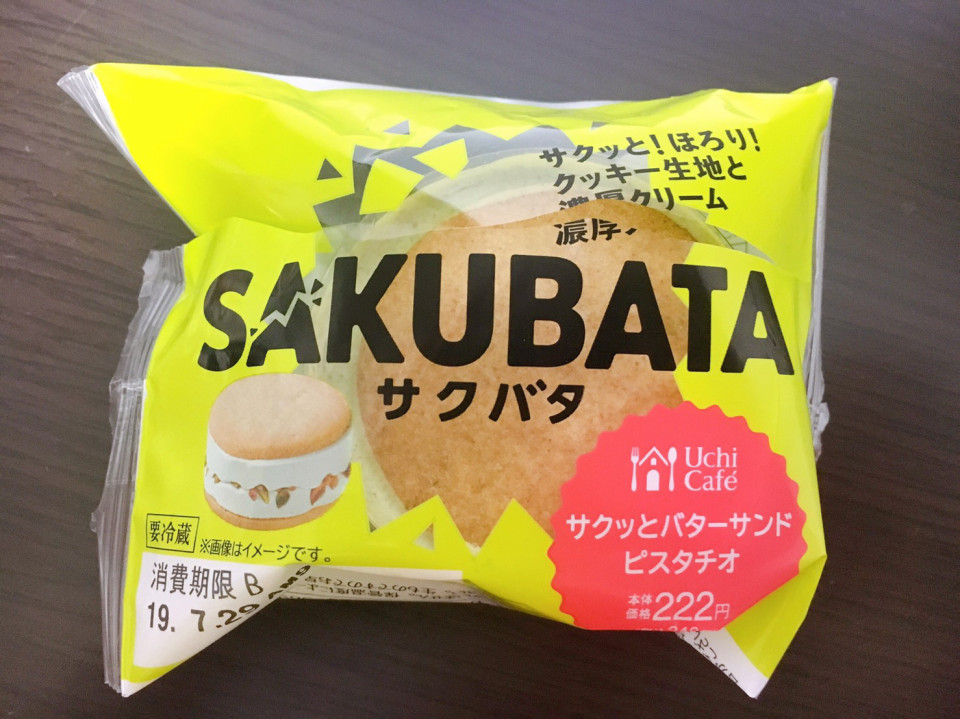 サクッと!ほろり!
クッキー生地と
濃厚クリーム
濃厚
SAKUBATA
サクバタ
Uchi
Café
サクッとバターサンド
ピスタチオ
本体
価格 222円
要冷蔵
※画像はイメージです。
消費期限 B
19. 7.29